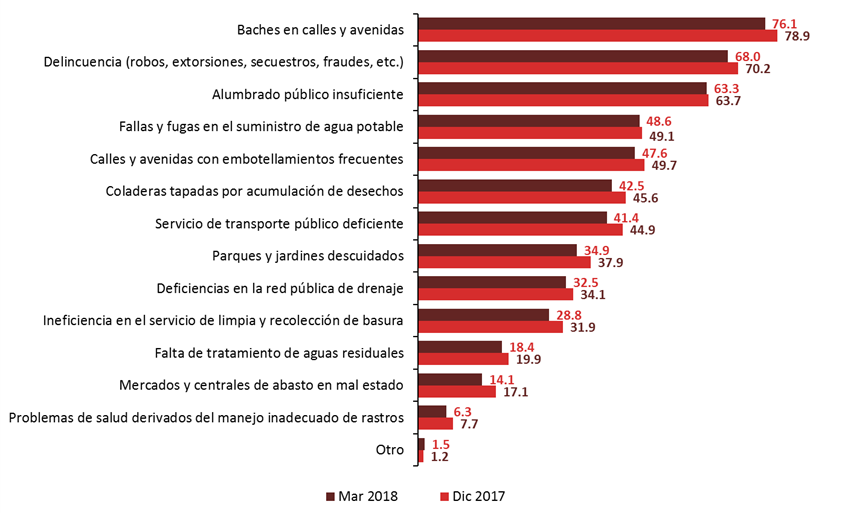 Baches en calles y avenidas
76.1
78.9
Delincuencia (robos, extorsiones, secuestros, fraudes, etc.)
68.0
70.2
Alumbrado público insuficiente
63.3
63.7
Fallas y fugas en el suministro de agua potable
48.6
49.1
Calles y avenidas con embotellamientos frecuentes
47.6
49.7
Coladeras tapadas por acumulación de desechos
42.5
45.6
Servicio de transporte público deficiente
41.4
44.9
Parques y jardines descuidados
34.9
37.9
Deficiencias en la red pública de drenaje
32.5
34.1
Ineficiencia en el servicio de limpia y recolección de basura
28.8
31.9
Falta de tratamiento de aguas residuales
18.4
19.9
Mercados y centrales de abasto en mal estado
14.1
17.1
Problemas de salud derivados del manejo inadecuado de rastros
6.3
7.7
Otro
1.5
1.2
Mar 2018
Dic 2017